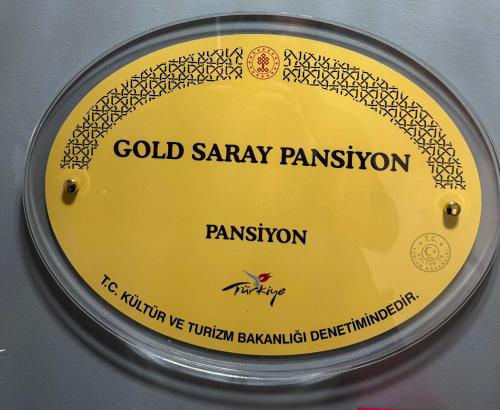 GOLD SARAY PANSİYON
PANSİYON
Türkiye
T.C. KÜLTÜR VE TURİZM BAKANLIĞI DENETİMİNDEDİR.
T.C.